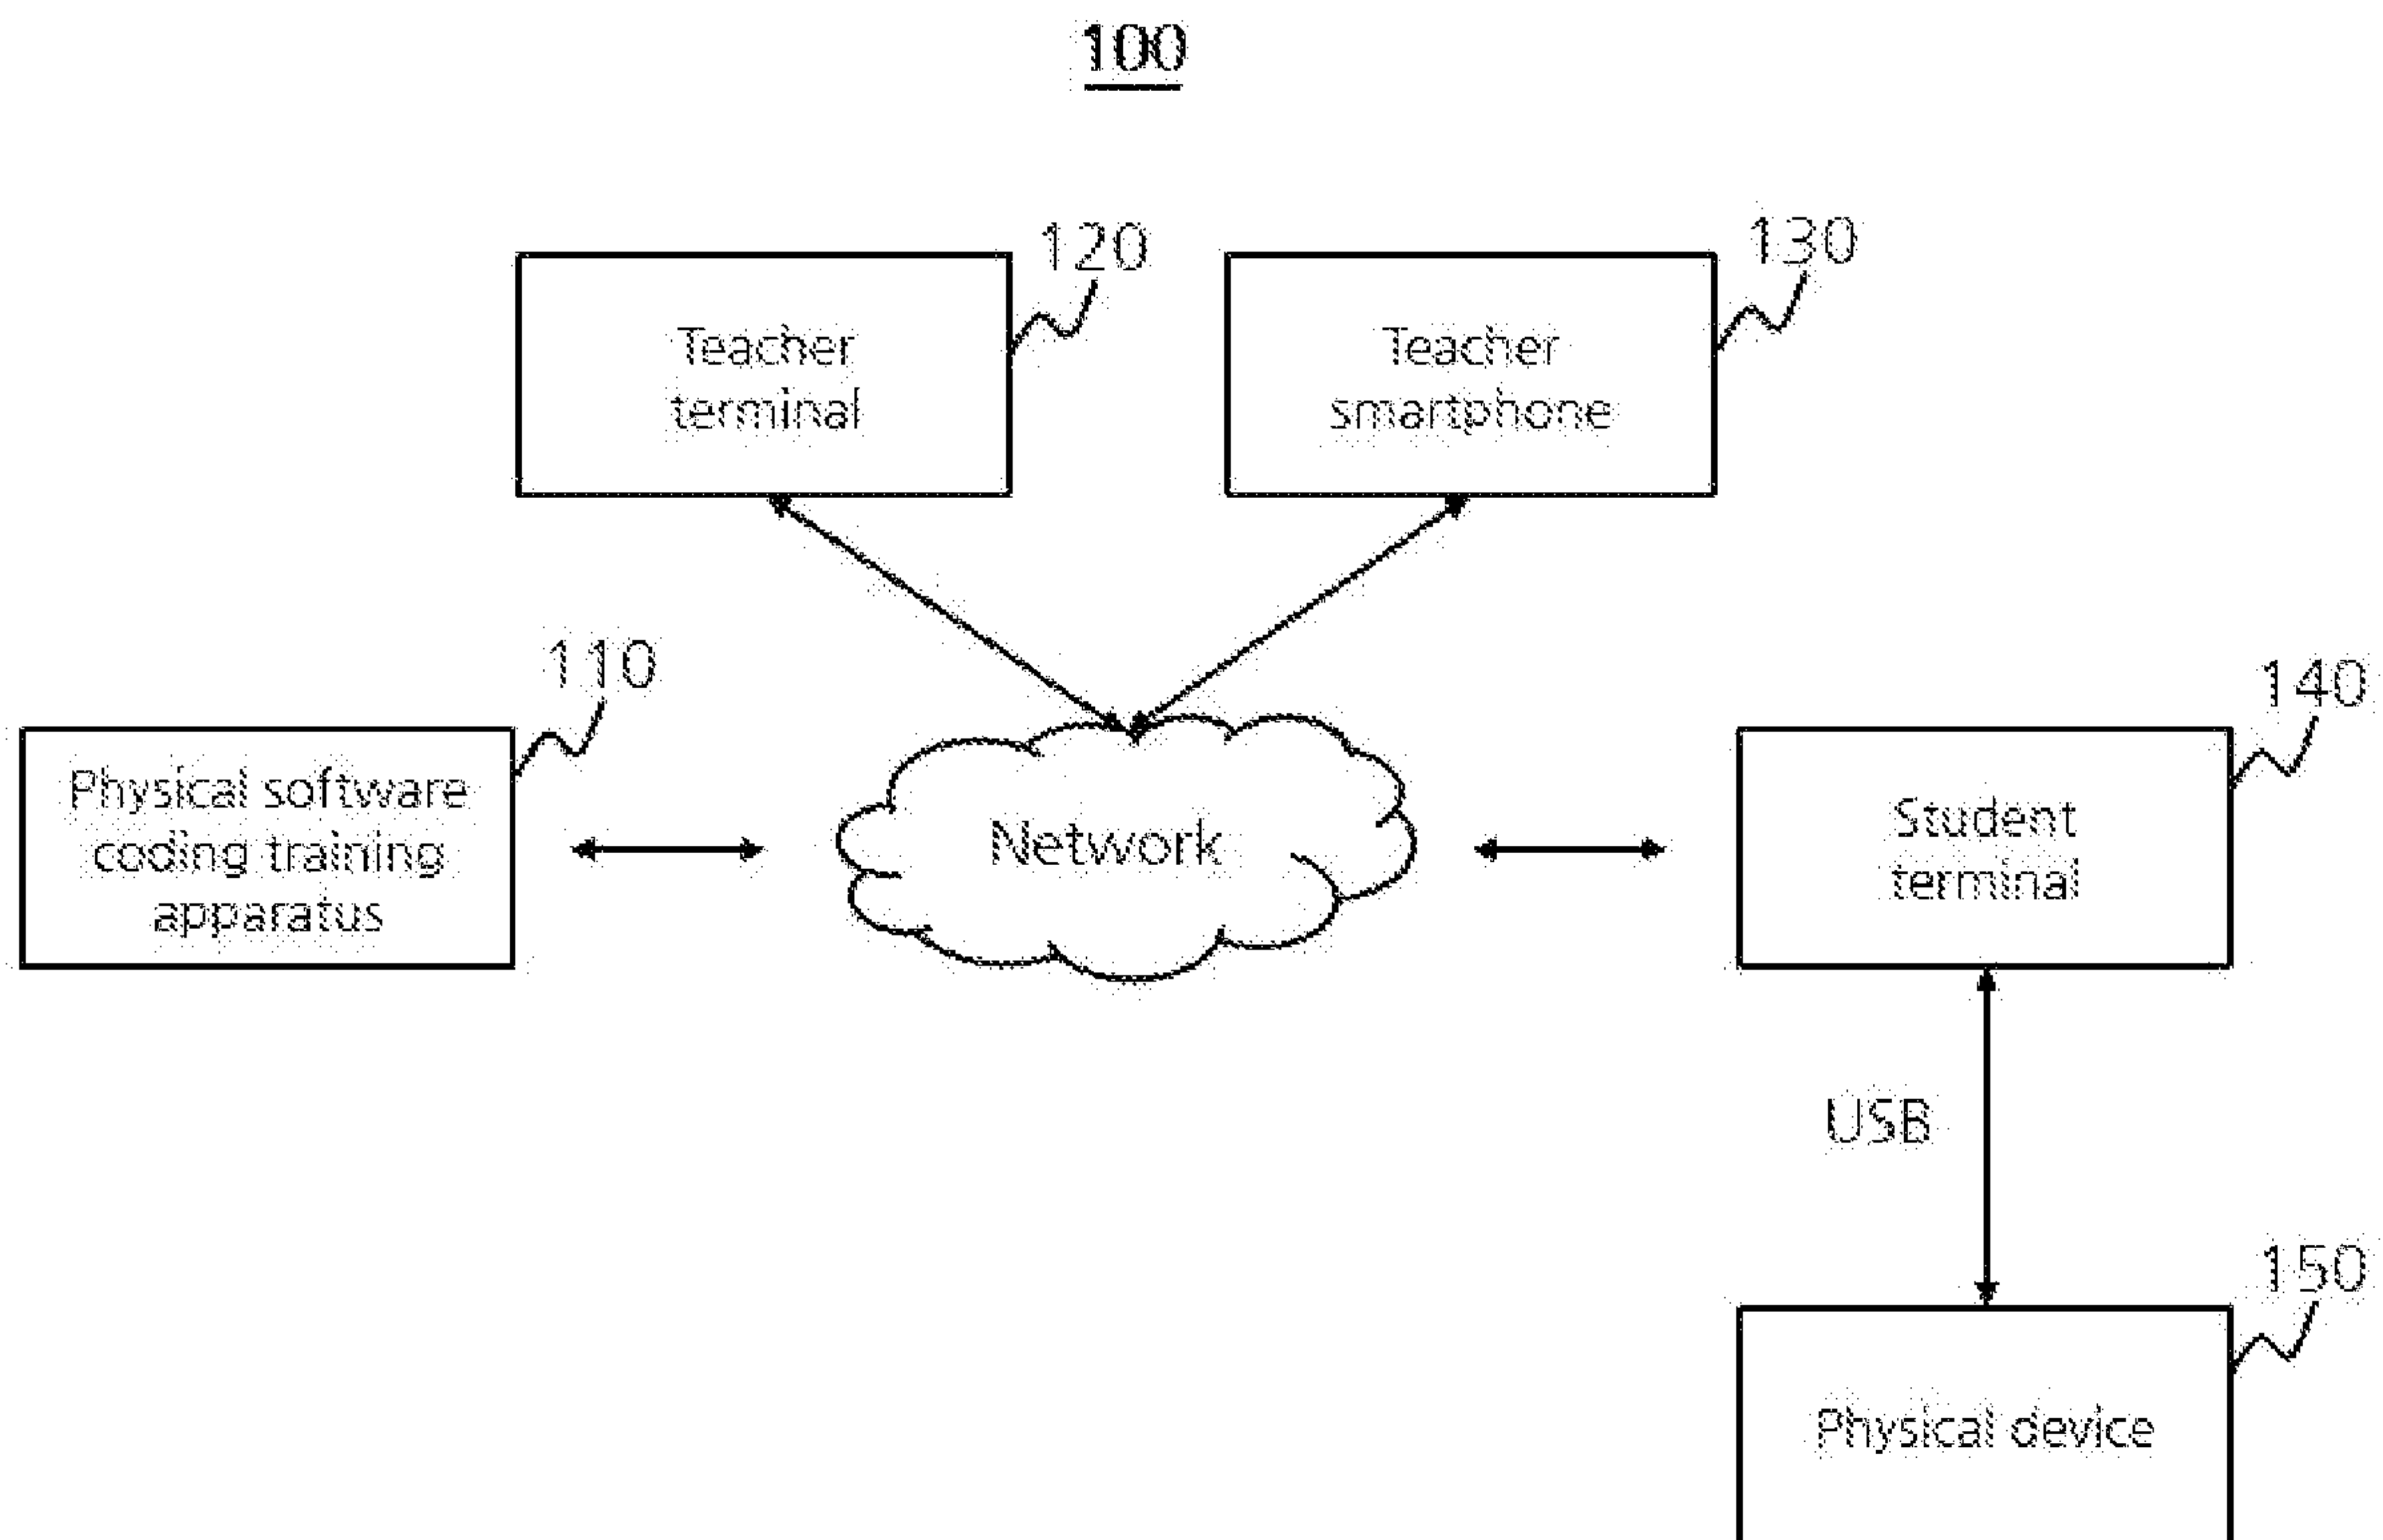 100
120
130
Teacher
terminal
Teacher
smartphone
110
140
Physical software
coding training
apparatus
Network
Student
terminal
USB
150
Physical device